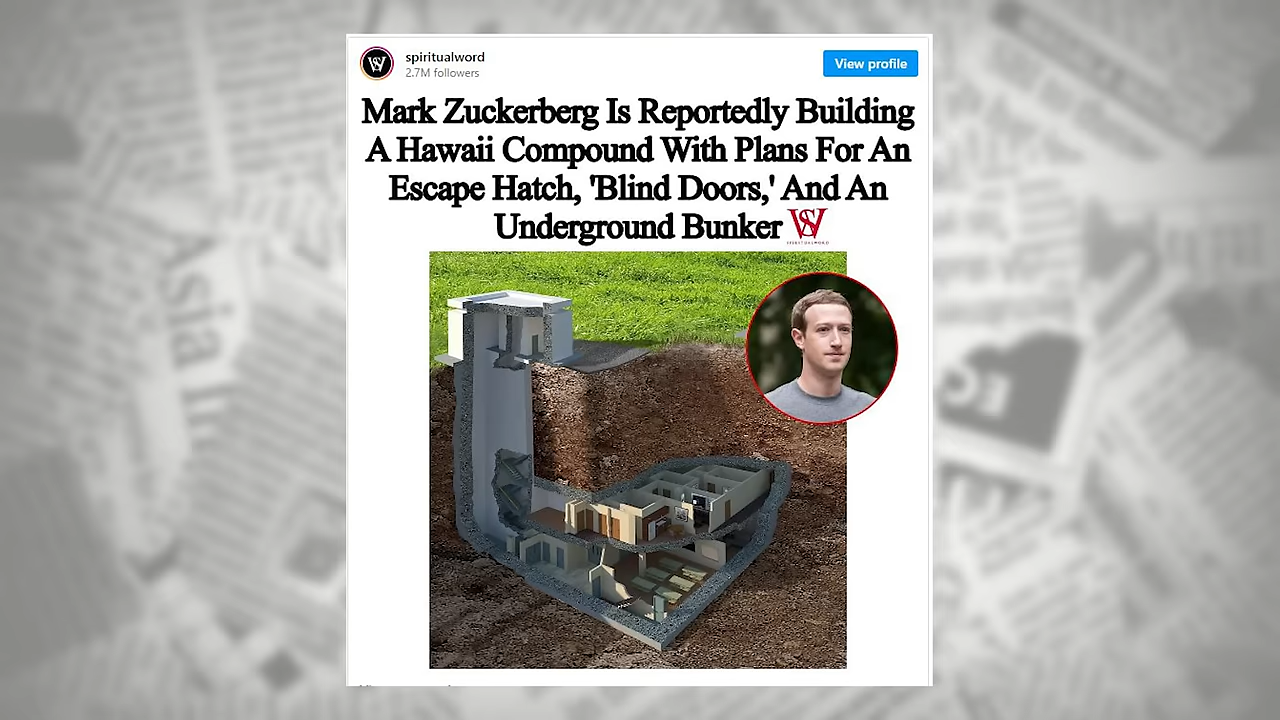 spiritualword
2.7M followers
View profile
Mark Zuckerberg Is Reportedly Building
A Hawaii Compound With Plans For An
Escape Hatch, 'Blind Doors,' And An
Underground Bunker
SPIRITUALWORD